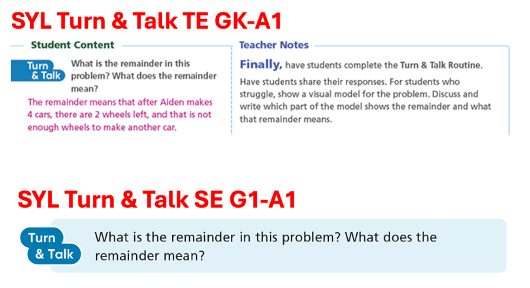 SYL Turn & Talk TE GK-A1
Student Content
Teacher Notes
Turn
& Talk
What is the remainder in this
problem? What does the remainder
mean?
The remainder means that after Aiden makes
4 cars, there are 2 wheels left, and that is not
enough wheels to make another car.
Finally, have students complete the Turn & Talk Routine.
Have students share their responses. For students who
struggle, show a visual model for the problem. Discuss and
write which part of the model shows the remainder and what
that remainder means.
SYL Turn & Talk SE G1-A1
Turn
& Talk
What is the remainder in this problem? What does the
remainder mean?